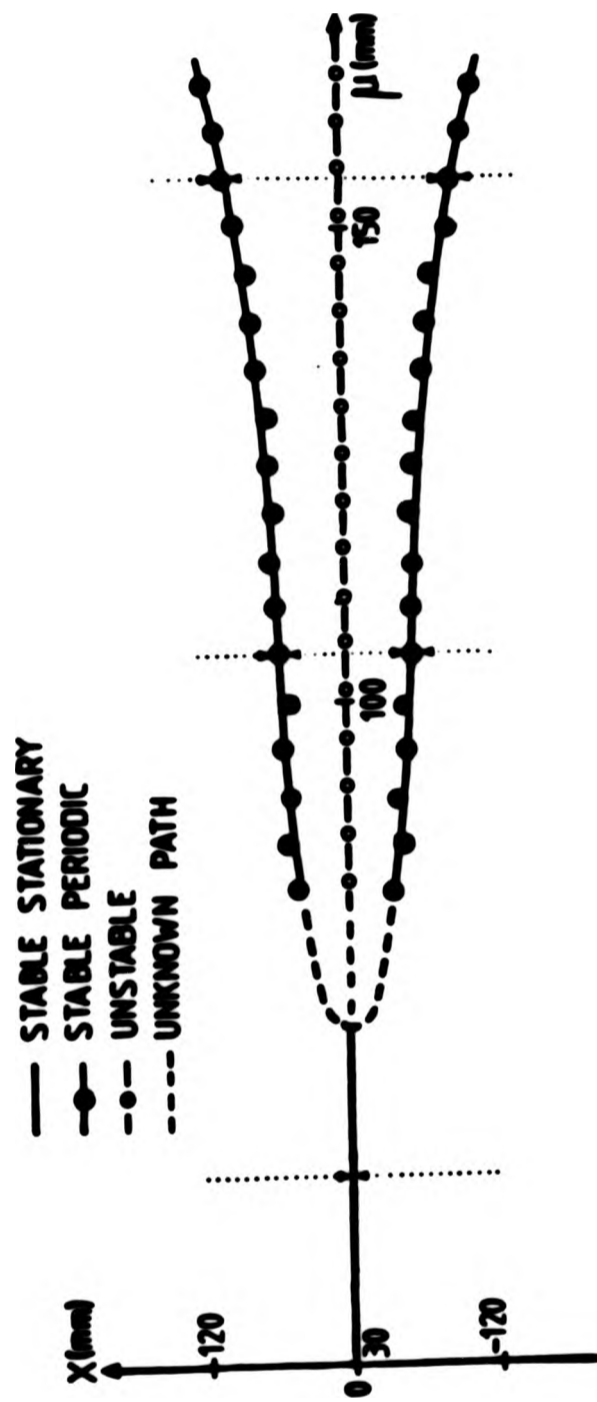 STABLE STATIONARY
STABLE PERIODIC
UNSTABLE
UNKNOWN PATH
X(mm)
120
0
30
-120
100
150
μ(mm)